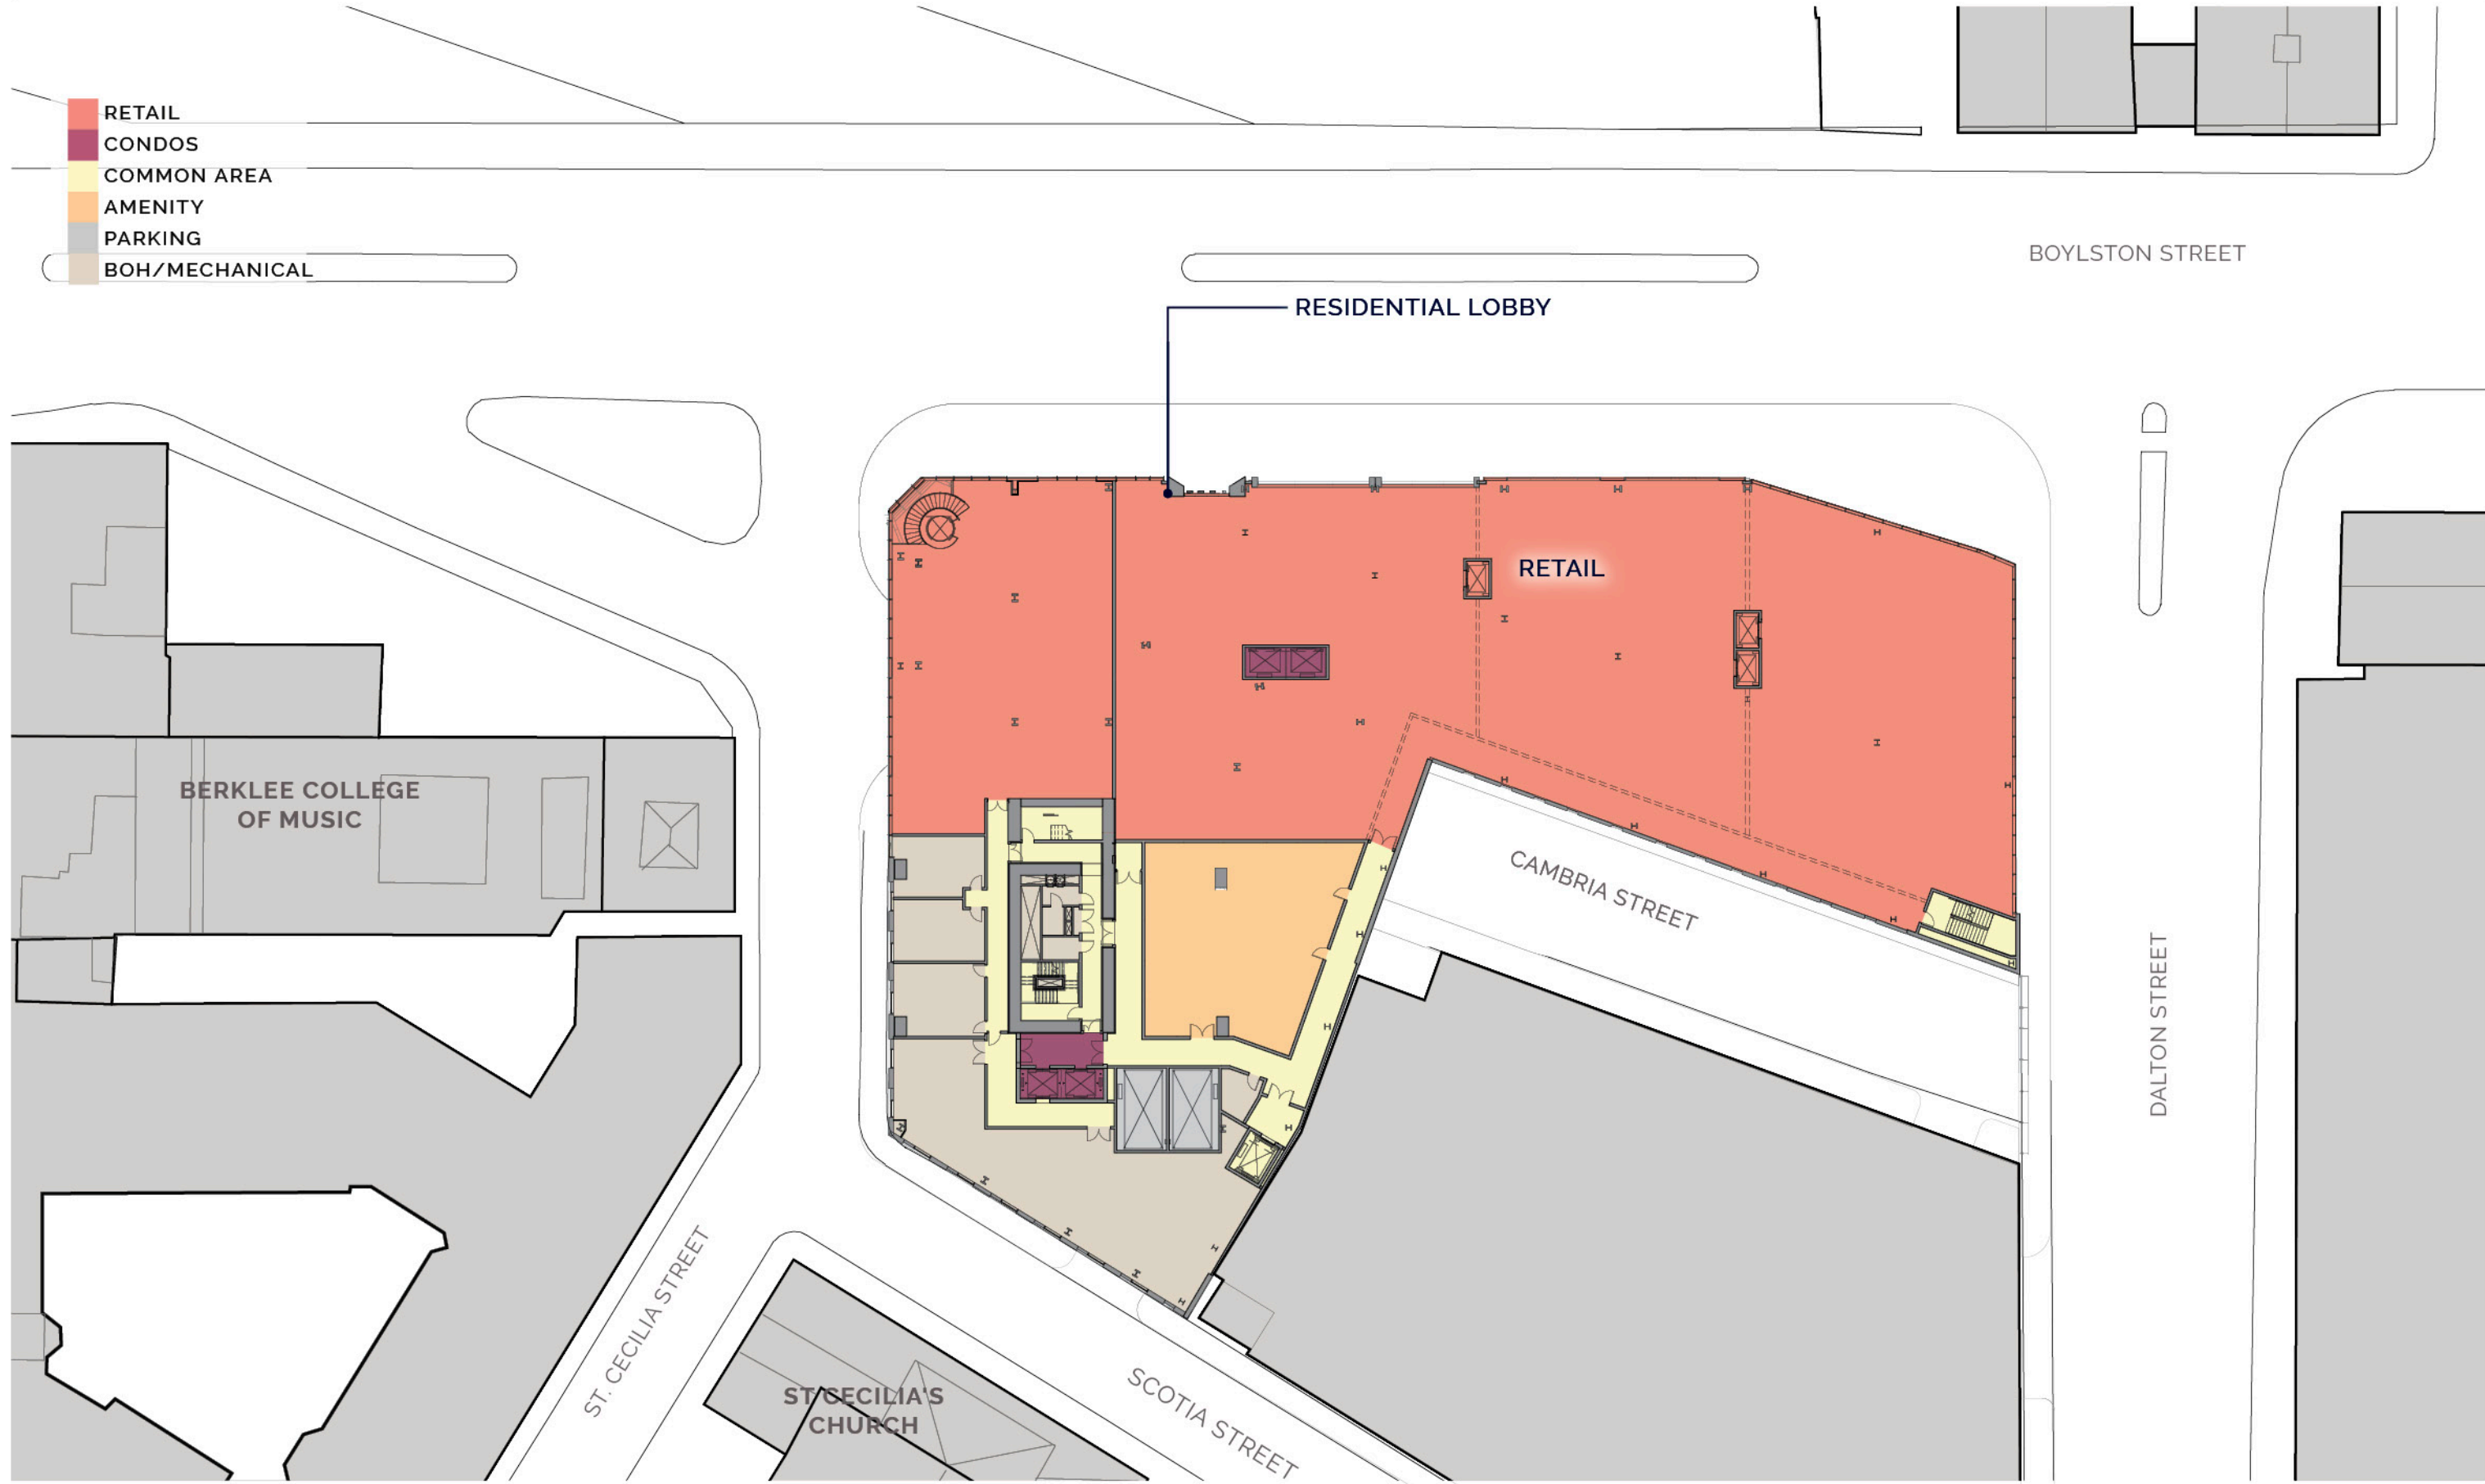 RETAIL
CONDOS
COMMON AREA
AMENITY
PARKING
BOH/MECHANICAL
BOYLSTON STREET
RESIDENTIAL LOBBY
RETAIL
BERKLEE COLLEGE
OF MUSIC
CAMBRIA STREET
DALTON STREET
ST. CECILIA STREET
ST CECILIA'S
CHURCH
SCOTIA STREET